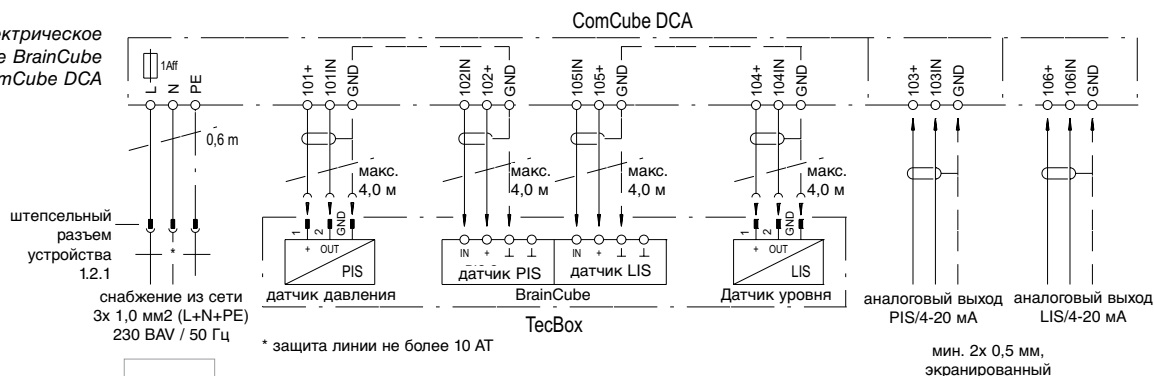 ComCube DCA
ктрическое
е BrainCube
mCube DCA
1Aff
L
N
PE
101+
101IN
GND
102IN
102+
GND
105IN
105+
GND
104+
104IN
GND
103+
103IN
GND
106+
106IN
GND
0,6 m
макс.
4,0 м
макс.
4,0 м
макс.
4,0 м
макс.
4,0 м
штепсельный
разъем
устройства
1.2.1
*
1
2
GND
+ OUT
PIS
датчик давления
IN + ⊥ ⊥
датчик PIS
IN + ⊥ ⊥
датчик LIS
BrainCube
1
2
GND
+ OUT
LIS
Датчик уровня
TecBox
снабжение из сети
3x 1,0 мм2 (L+N+PE)
230 BAV / 50 Гц
* защита линии не более 10 AT
аналоговый выход
PIS/4-20 мА
аналоговый выход
LIS/4-20 мА
мин. 2x 0,5 мм,
экранированный